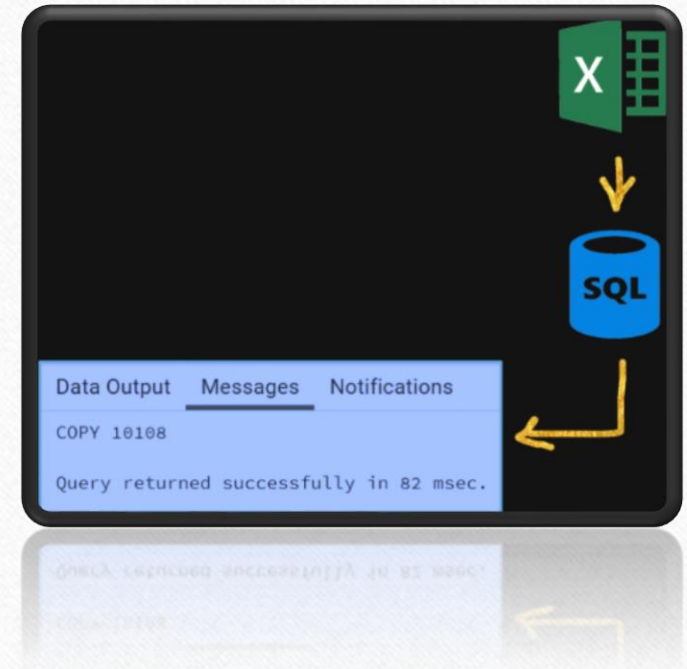 X
SQL
Data Output Messages Notifications
COPY 10108
Query returned successfully in 82 msec.